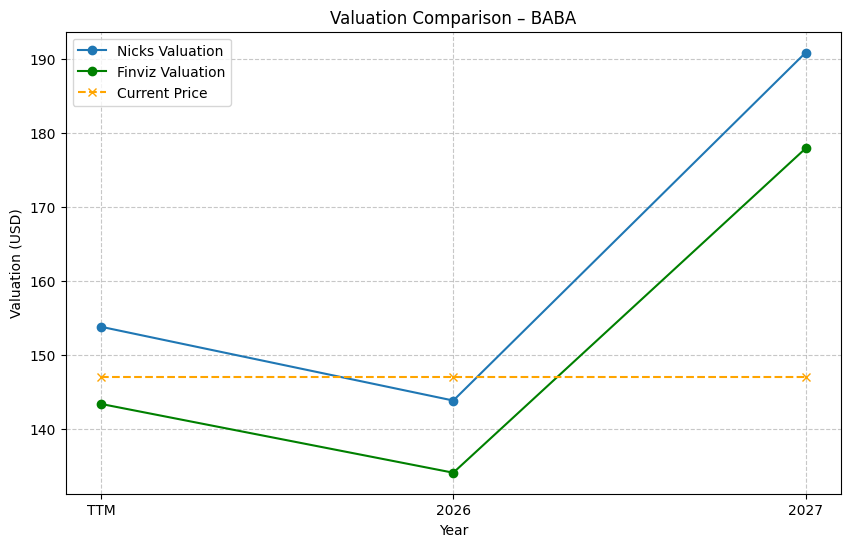 Valuation Comparison – BABA
Nicks Valuation
Finviz Valuation
Current Price
Valuation (USD)
190
180
170
160
150
140
TTM
2026
2027
Year